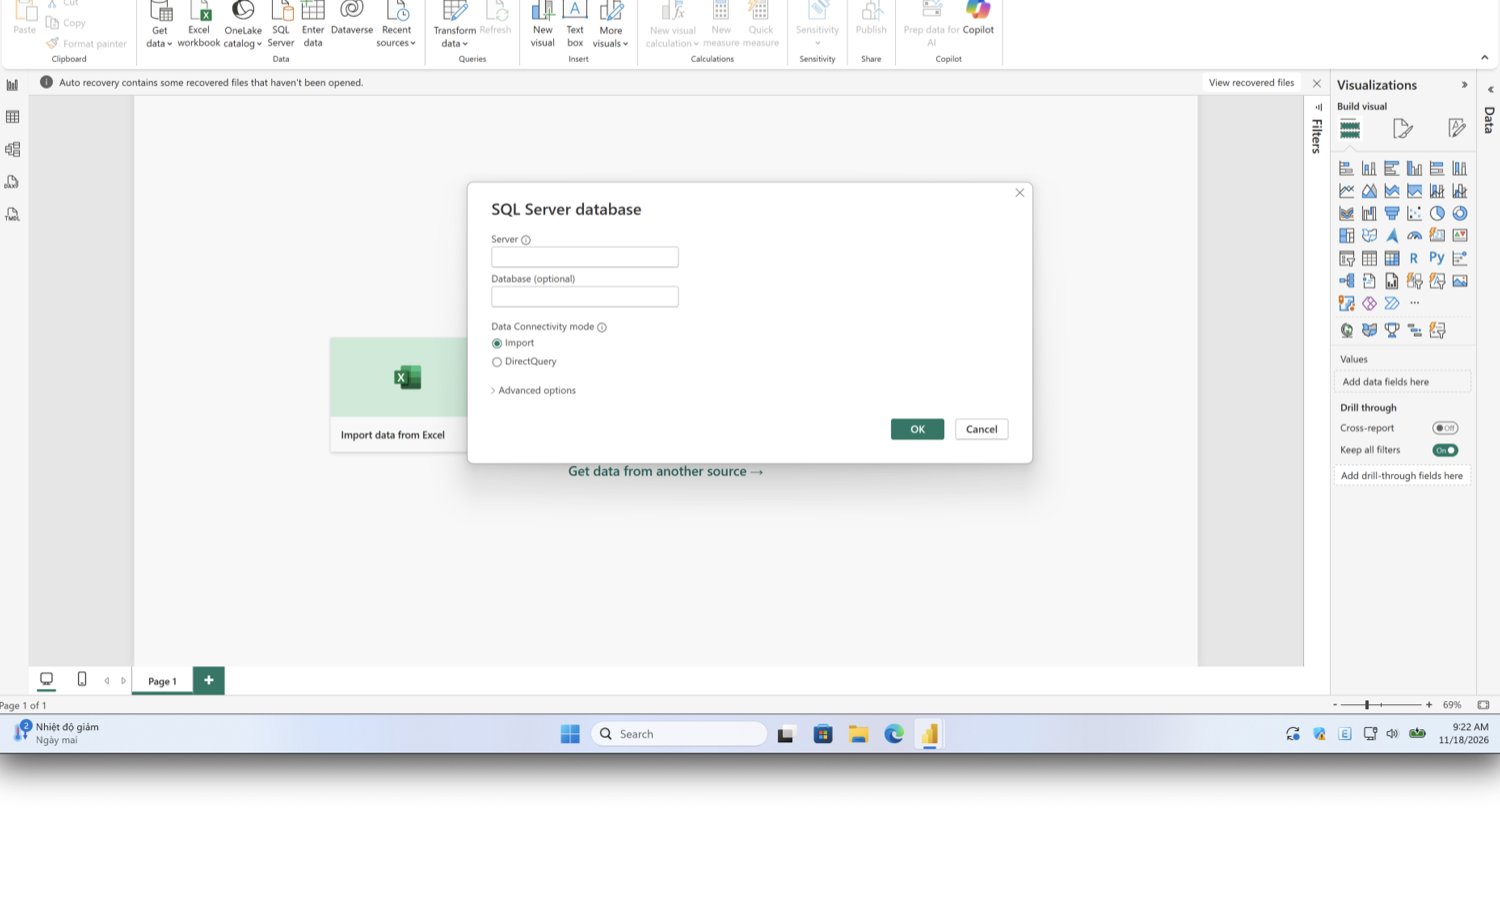 Cut
Paste
Copy
Format painter
Clipboard
Get data
Excel workbook
OneLake catalog
SQL Server
Enter data
Dataverse
Recent sources
Data
Transform data
Refresh
Queries
New visual
Text box
More visuals
Insert
New visual calculation
New measure
Quick measure
Calculations
Sensitivity
Sensitivity
Publish
Share
Prep data for AI
Copilot
Copilot
Auto recovery contains some recovered files that haven't been opened.
View recovered files
SQL Server database
Server
Database (optional)
Data Connectivity mode
Import
DirectQuery
Advanced options
OK
Cancel
Import data from Excel
Get data from another source →
Filters
Visualizations
Build visual
R
Py
...
Values
Add data fields here
Drill through
Cross-report
Off
Keep all filters
On
Add drill-through fields here
Data
DAX
TMDL
Page 1
+
Page 1 of 1
- + 69%
2
Nhiệt độ giảm
Ngày mai
Search
E
9:22 AM
11/18/2026